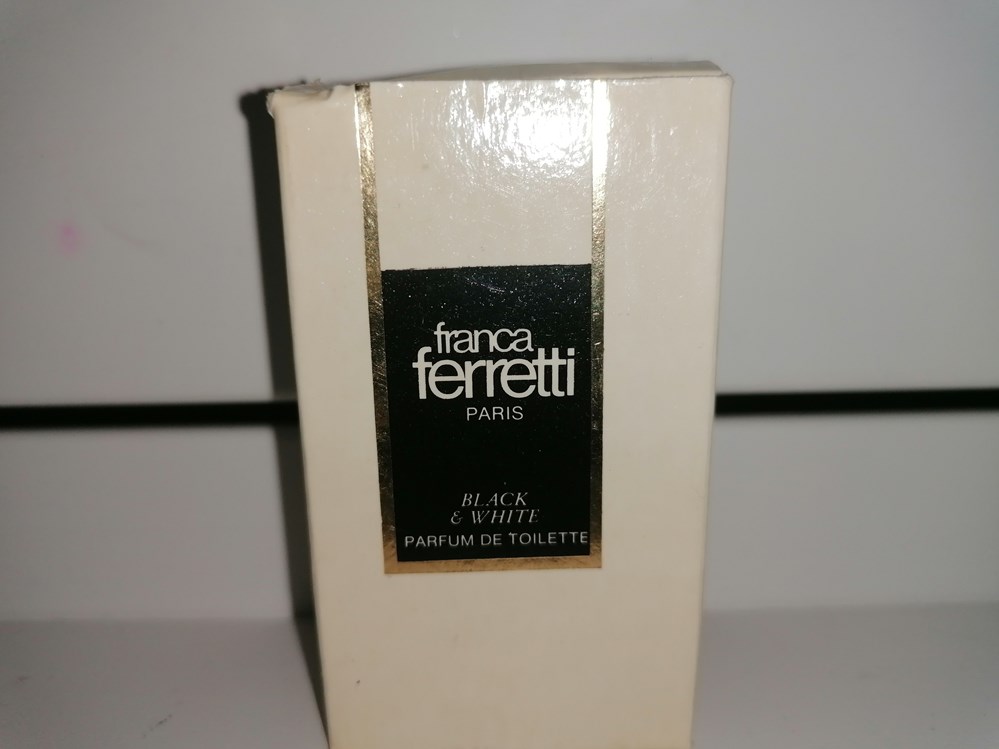 franca
ferretti
PARIS
BLACK
& WHITE
PARFUM DE TOILETTE